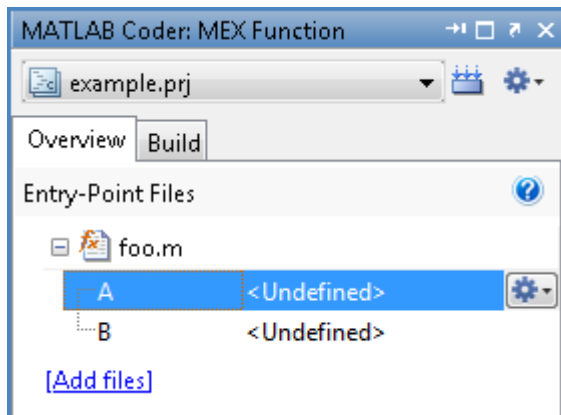 MATLAB Coder: MEX Function
example.prj
Overview Build
Entry-Point Files
foo.m
A <Undefined>
B <Undefined>
[Add files]